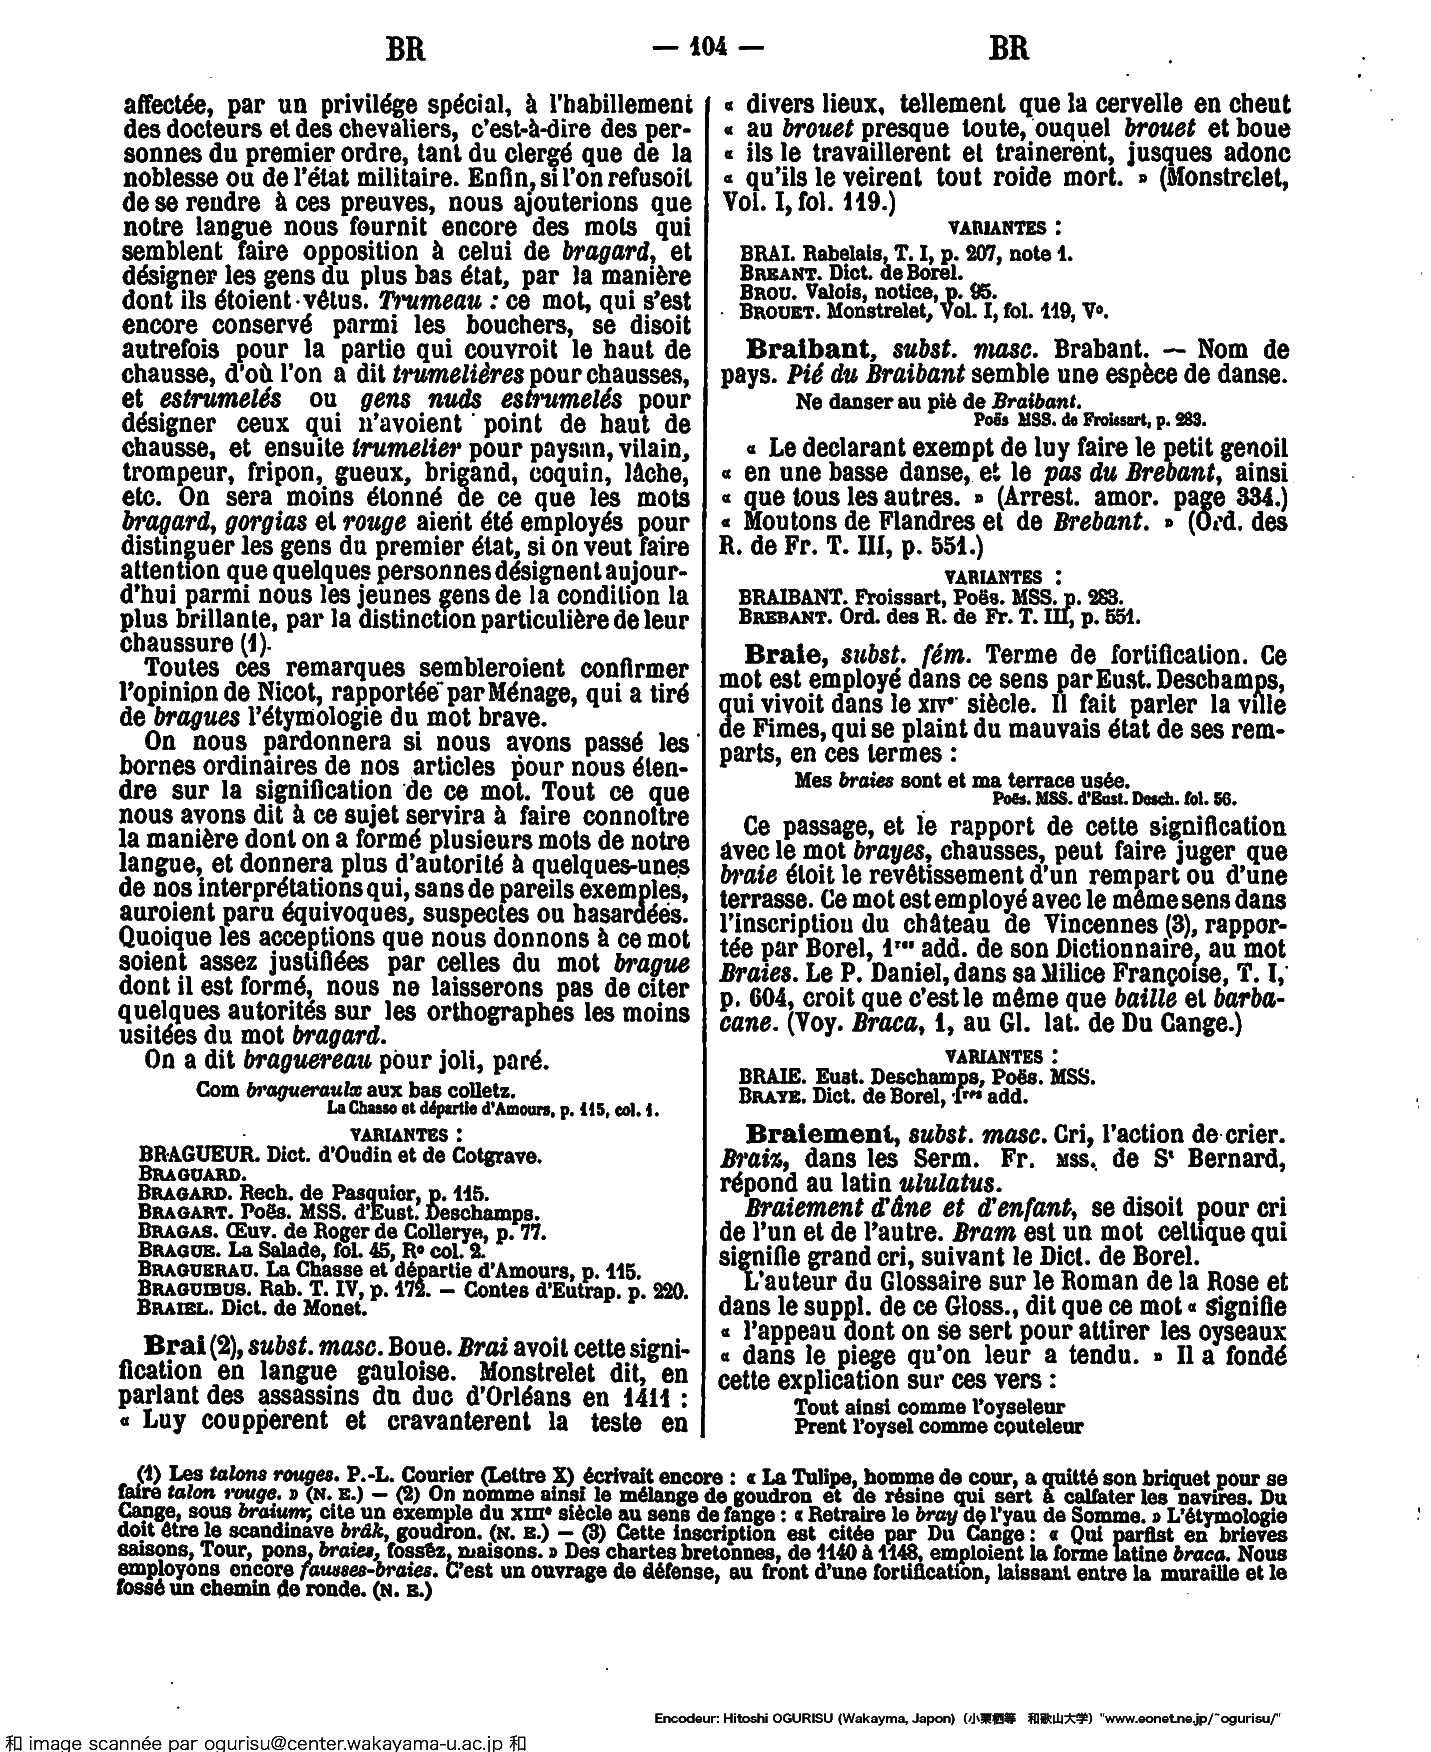 BR — 104 — BR
affectée, par un privilége spécial, à l'habillement
des docteurs et des chevaliers, c'est-à-dire des per-
sonnes du premier ordre, tant du clergé que de la
noblesse ou de l'état militaire. Enfin, si l'on refusoit
de se rendre à ces preuves, nous ajouterions que
notre langue nous fournit encore des mots qui
semblent faire opposition à celui de bragard, et
désigner les gens du plus bas état, par la manière
dont ils étoient vêtus. Trumeau : ce mot, qui s'est
encore conservé parmi les bouchers, se disoit
autrefois pour la partie qui couvroit le haut de
chausse, d'où l'on a dit trumelières pour chausses,
et estrumelés ou gens nuds estrumelés pour
désigner ceux qui n'avoient point de haut de
chausse, et ensuite trumelier pour paysan, vilain,
trompeur, fripon, gueux, brigand, coquin, lâche,
etc. On sera moins étonné de ce que les mots
bragard, gorgias et rouge aient été employés pour
distinguer les gens du premier état, si on veut faire
attention que quelques personnes désignent aujour-
d'hui parmi nous les jeunes gens de la condition la
plus brillante, par la distinction particulière de leur
chaussure (1).
Toutes ces remarques sembleroient confirmer
l'opinion de Nicot, rapportée par Ménage, qui a tiré
de bragues l'étymologie du mot brave.
On nous pardonnera si nous avons passé les
bornes ordinaires de nos articles pour nous éten-
dre sur la signification de ce mot. Tout ce que
nous avons dit à ce sujet servira à faire connoître
la manière dont on a formé plusieurs mots de notre
langue, et donnera plus d'autorité à quelques-unes
de nos interprétations qui, sans de pareils exemples,
auroient paru équivoques, suspectes ou hasardées.
Quoique les acceptions que nous donnons à ce mot
soient assez justifiées par celles du mot brague
dont il est formé, nous ne laisserons pas de citer
quelques autorités sur les orthographes les moins
usitées du mot bragard.
On a dit braguereau pour joli, paré.
Com bragueraulx aux bas colletz.
La Chasse et départie d'Amours, p. 115, col. 1.
VARIANTES :
BRAGUEUR. Dict. d'Oudin et de Cotgrave.
BRAGUARD.
BRAGARD. Rech. de Pasquier, p. 115.
BRAGART. Poës. MSS. d'Eust. Deschamps.
BRAGAS. Œuv. de Roger de Collerye, p. 77.
BRAGUE. La Salade, fol. 45, R° col. 2.
BRAGUERAU. La Chasse et départie d'Amours, p. 115.
BRAGUIBUS. Rab. T. IV, p. 172. — Contes d'Eutrap. p. 220.
BRAIEL. Dict. de Monet.
Brai (2), subst. masc. Boue. Brai avoit cette signi-
fication en langue gauloise. Monstrelet dit, en
parlant des assassins du duc d'Orléans en 1411 :
« Luy coupperent et cravanterent la teste en
« divers lieux, tellement que la cervelle en cheut
« au brouet presque toute, ouquel brouet et boue
« ils le travaillerent et trainerent, jusques adonc
« qu'ils le veirent tout roide mort. » (Monstrelet,
Vol. I, fol. 119.)
VARIANTES :
BRAI. Rabelais, T. I, p. 207, note 1.
BREANT. Dict. de Borel.
BROU. Valois, notice, p. 95.
BROUET. Monstrelet, Vol. I, fol. 119, V°.
Braibant, subst. masc. Brabant. — Nom de
pays. Pié du Braibant semble une espèce de danse.
Ne danser au piè de Braibant.
Poës MSS. de Froissart, p. 283.
« Le declarant exempt de luy faire le petit genoil
« en une basse danse, et le pas du Brebant, ainsi
« que tous les autres. » (Arrest. amor. page 334.)
« Moutons de Flandres et de Brebant. » (Ord. des
R. de Fr. T. III, p. 551.)
VARIANTES :
BRAIBANT. Froissart, Poës. MSS. p. 283.
BREBANT. Ord. des R. de Fr. T. III, p. 551.
Braie, subst. fém. Terme de fortification. Ce
mot est employé dans ce sens par Eust. Deschamps,
qui vivoit dans le XIVe siècle. Il fait parler la ville
de Fimes, qui se plaint du mauvais état de ses rem-
parts, en ces termes :
Mes braies sont et ma terrace usée.
Poës. MSS. d'Eust. Desch. fol. 56.
Ce passage, et le rapport de cette signification
avec le mot brayes, chausses, peut faire juger que
braie étoit le revêtissement d'un rempart ou d'une
terrasse. Ce mot est employé avec le même sens dans
l'inscription du château de Vincennes (3), rappor-
tée par Borel, 1res add. de son Dictionnaire, au mot
Braies. Le P. Daniel, dans sa Milice Françoise, T. I,
p. 604, croit que c'est le même que baille et barba-
cane. (Voy. Braca, 1, au Gl. lat. de Du Cange.)
VARIANTES :
BRAIE. Eust. Deschamps, Poës. MSS.
BRAYE. Dict. de Borel, 1res add.
Braiement, subst. masc. Cri, l'action de crier.
Braiz, dans les Serm. Fr. MSS. de St Bernard,
répond au latin ululatus.
Braiement d'âne et d'enfant, se disoit pour cri
de l'un et de l'autre. Bram est un mot celtique qui
signifie grand cri, suivant le Dict. de Borel.
L'auteur du Glossaire sur le Roman de la Rose et
dans le suppl. de ce Gloss., dit que ce mot « signifie
« l'appeau dont on se sert pour attirer les oyseaux
« dans le piege qu'on leur a tendu. » Il a fondé
cette explication sur ces vers :
Tout ainsi comme l'oyseleur
Prent l'oysel comme couteleur
(1) Les talons rouges. P.-L. Courier (Lettre X) écrivait encore : « La Tulipe, homme de cour, a quitté son briquet pour se
faire talon rouge. » (N. E.) — (2) On nomme ainsi le mélange de goudron et de résine qui sert à calfater les navires. Du
Cange, sous braium, cite un exemple du XIIIe siècle au sens de fange : « Retraire le bray de l'yau de Somme. » L'étymologie
doit être le scandinave bràk, goudron. (N. E.) — (3) Cette inscription est citée par Du Cange : « Qui parfist en brieves
saisons, Tour, pons, braies, fossez, maisons. » Des chartes bretonnes, de 1140 à 1148, emploient la forme latine braca. Nous
employons encore fausses-braies. C'est un ouvrage de défense, au front d'une fortification, laissant entre la muraille et le
fossé un chemin de ronde. (N. E.)
Encodeur: Hitoshi OGURISU (Wakayma, Japon) (小栗栖等 和歌山大学) "www.eonet.ne.jp/~ogurisu/"
和 image scannée par ogurisu@center.wakayama-u.ac.jp 和